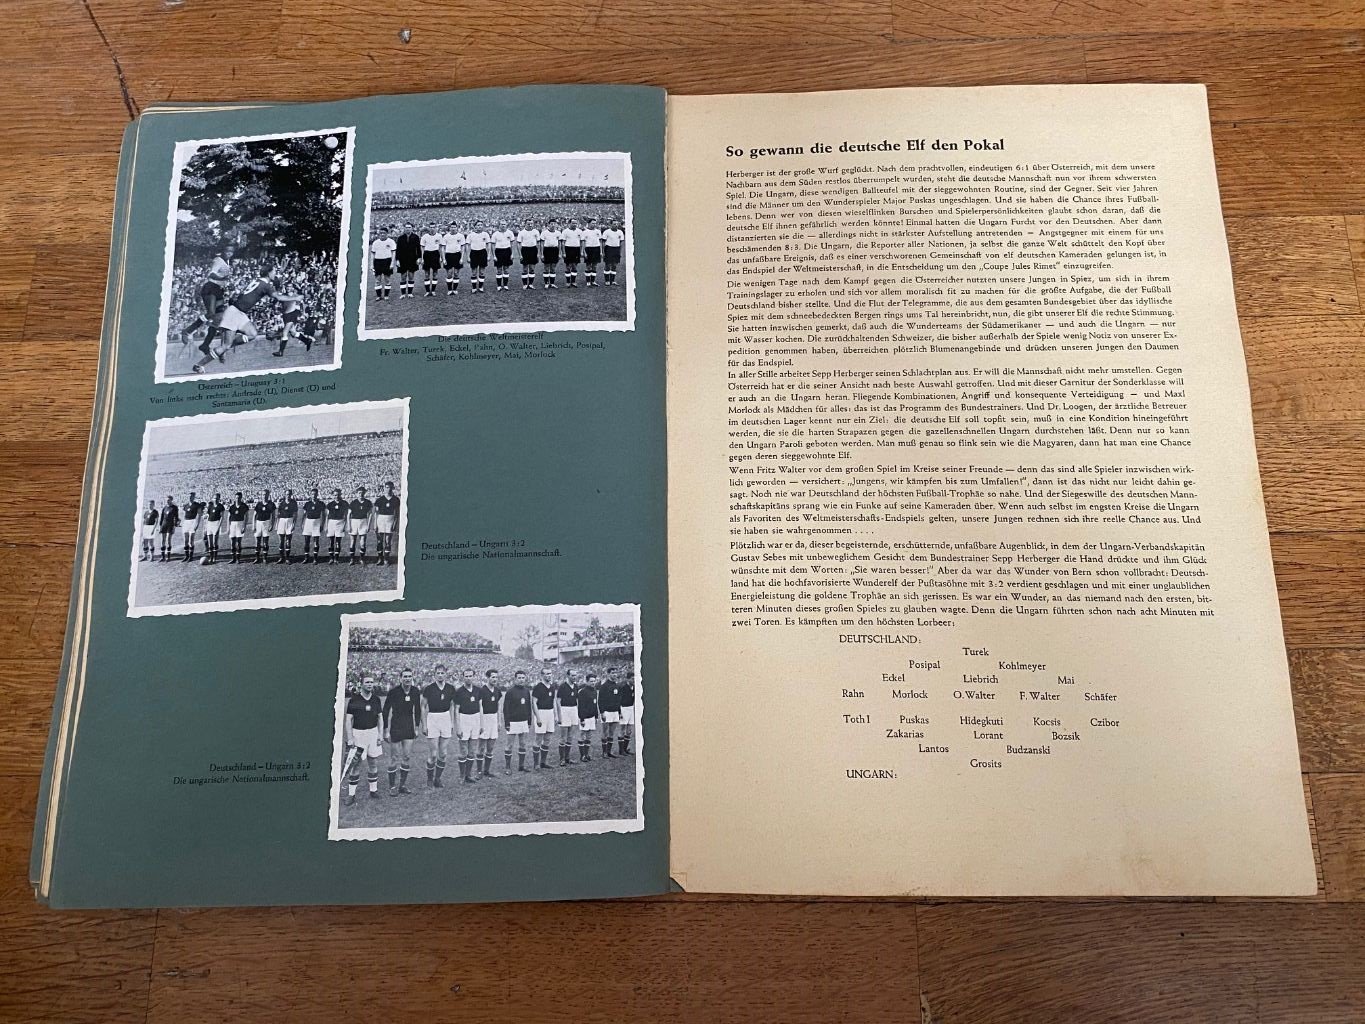 Österreich – Uruguay 3:1
Von links nach rechts: Andrade (U), Dienst (Ö) und
Santamaria (U).
Die deutsche Weltmeisterelf
Fr. Walter, Turek, Eckel, Rahn, O. Walter, Liebrich, Posipal,
Schäfer, Kohlmeyer, Mai, Morlock
Deutschland – Ungarn 3:2
Die ungarische Nationalmannschaft.
Deutschland – Ungarn 3:2
Die ungarische Nationalmannschaft.
So gewann die deutsche Elf den Pokal
Herberger ist der große Wurf geglückt. Nach dem prachtvollen, eindeutigen 6:1 über Österreich, mit dem unsere
Nachbarn aus dem Süden restlos überrumpelt wurden, steht die deutsche Mannschaft nun vor ihrem schwersten
Spiel. Die Ungarn, diese wendigen Ballteufel mit der sieggewohnten Routine, sind der Gegner. Seit vier Jahren
sind die Männer um den Wunderspieler Major Puskas ungeschlagen. Und sie haben die Chance ihres Fußball-
lebens. Denn wer von diesen wieselflinken Burschen und Spielerpersönlichkeiten glaubt schon daran, daß die
deutsche Elf ihnen gefährlich werden könnte! Einmal hatten die Ungarn Furcht vor den Deutschen. Aber dann
distanzierten sie die — allerdings nicht in stärkster Aufstellung antretenden — Angstgegner mit einem für uns
beschämenden 8:3. Die Ungarn, die Reporter aller Nationen, ja selbst die ganze Welt schüttelt den Kopf über
das unfaßbare Ereignis, daß es einer verschworenen Gemeinschaft von elf deutschen Kameraden gelungen ist, in
das Endspiel der Weltmeisterschaft, in die Entscheidung um den „Coupe Jules Rimet” einzugreifen.
Die wenigen Tage nach dem Kampf gegen die Österreicher nutzten unsere Jungen in Spiez, um sich in ihrem
Trainingslager zu erholen und sich vor allem moralisch fit zu machen für die größte Aufgabe, die der Fußball
Deutschland bisher stellte. Und die Flut der Telegramme, die aus dem gesamten Bundesgebiet über das idyllische
Spiez mit dem schneebedeckten Bergen rings ums Tal hereinbricht, nun, die gibt unserer Elf die rechte Stimmung.
Sie hatten inzwischen gemerkt, daß auch die Wunderteams der Südamerikaner — und auch die Ungarn — nur
mit Wasser kochen. Die zurückhaltenden Schweizer, die bisher außerhalb der Spiele wenig Notiz von unserer Ex-
pedition genommen haben, überreichen plötzlich Blumenangebinde und drücken unseren Jungen den Daumen
für das Endspiel.
In aller Stille arbeitet Sepp Herberger seinen Schlachtplan aus. Er will die Mannschaft nicht mehr umstellen. Gegen
Österreich hat er die seiner Ansicht nach beste Auswahl getroffen. Und mit dieser Garnitur der Sonderklasse will
er auch an die Ungarn heran. Fliegende Kombinationen, Angriff und konsequente Verteidigung — und Maxl
Morlock als Mädchen für alles: das ist das Programm des Bundestrainers. Und Dr. Loogen, der ärztliche Betreuer
im deutschen Lager kennt nur ein Ziel: die deutsche Elf soll topfit sein, muß in eine Kondition hineingeführt
werden, die sie die harten Strapazen gegen die gazellenschnellen Ungarn durchstehen läßt. Denn nur so kann
den Ungarn Paroli geboten werden. Man muß genau so flink sein wie die Magyaren, dann hat man eine Chance
gegen deren sieggewohnte Elf.
Wenn Fritz Walter vor dem großen Spiel im Kreise seiner Freunde — denn das sind alle Spieler inzwischen wirk-
lich geworden — versichert: „Jungens, wir kämpfen bis zum Umfallen!”, dann ist das nicht nur leicht dahin ge-
sagt. Noch nie war Deutschland der höchsten Fußball-Trophäe so nahe. Und der Siegeswille des deutschen Mann-
schaftskapitäns sprang wie ein Funke auf seine Kameraden über. Wenn auch selbst im engsten Kreise die Ungarn
als Favoriten des Weltmeisterschafts-Endspiels gelten, unsere Jungen rechnen sich ihre reelle Chance aus. Und
sie haben sie wahrgenommen . . . .
Plötzlich war er da, dieser begeisternde, erschütternde, unfaßbare Augenblick, in dem der Ungarn-Verbandskapitän
Gustav Sebes mit unbeweglichem Gesicht dem Bundestrainer Sepp Herberger die Hand drückte und ihm Glück
wünschte mit dem Worten: „Sie waren besser!” Aber da war das Wunder von Bern schon vollbracht: Deutsch-
land hat die hochfavorisierte Wunderelf der Pußtasöhne mit 3:2 verdient geschlagen und mit einer unglaublichen
Energieleistung die goldene Trophäe an sich gerissen. Es war ein Wunder, an das niemand nach den ersten, bit-
teren Minuten dieses großen Spieles zu glauben wagte. Denn die Ungarn führten schon nach acht Minuten mit
zwei Toren. Es kämpften um den höchsten Lorbeer:
DEUTSCHLAND:
Turek
Posipal Kohlmeyer
Eckel Liebrich Mai
Rahn Morlock O. Walter F. Walter Schäfer
Toth I Puskas Hidegkuti Kocsis Czibor
Zakarias Lorant Bozsik
Lantos Budzanski
Grosits
UNGARN: